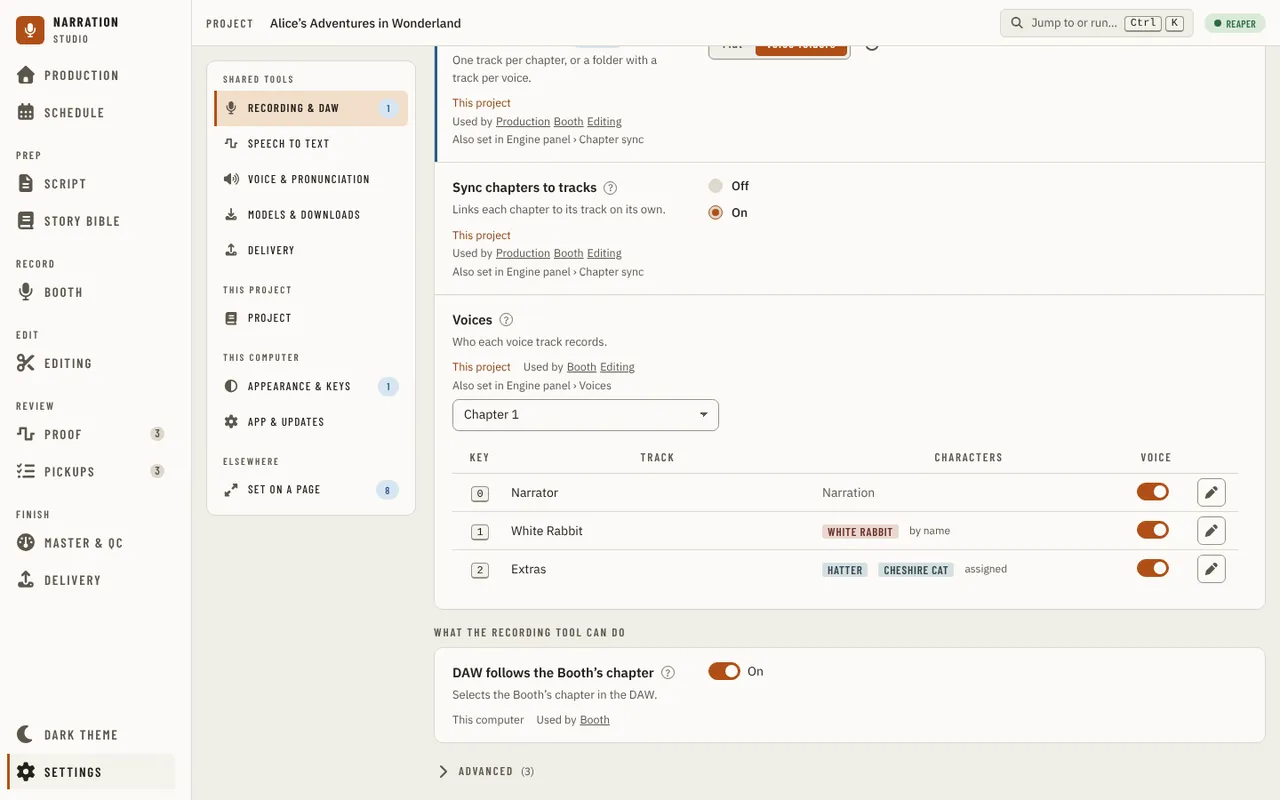 NARRATION
STUDIO
PRODUCTION
SCHEDULE
PREP
SCRIPT
STORY BIBLE
RECORD
BOOTH
EDIT
EDITING
REVIEW
PROOF 3
PICKUPS 3
FINISH
MASTER & QC
DELIVERY
DARK THEME
SETTINGS
PROJECT Alice’s Adventures in Wonderland
Jump to or run... Ctrl K
REAPER
SHARED TOOLS
RECORDING & DAW 1
SPEECH TO TEXT
VOICE & PRONUNCIATION
MODELS & DOWNLOADS
DELIVERY
THIS PROJECT
PROJECT
THIS COMPUTER
APPEARANCE & KEYS 1
APP & UPDATES
ELSEWHERE
SET ON A PAGE 8
One track per chapter, or a folder with a
track per voice.
This project
Used by Production Booth Editing
Also set in Engine panel › Chapter sync
Sync chapters to tracks ?
Links each chapter to its track on its own.
This project
Used by Production Booth Editing
Also set in Engine panel › Chapter sync
Off
On
Voices ?
Who each voice track records.
This project Used by Booth Editing
Also set in Engine panel › Voices
Chapter 1
KEY TRACK CHARACTERS VOICE
0 Narrator Narration
1 White Rabbit WHITE RABBIT by name
2 Extras HATTER CHESHIRE CAT assigned
WHAT THE RECORDING TOOL CAN DO
DAW follows the Booth’s chapter ? On
Selects the Booth’s chapter in the DAW.
This computer Used by Booth
ADVANCED (3)